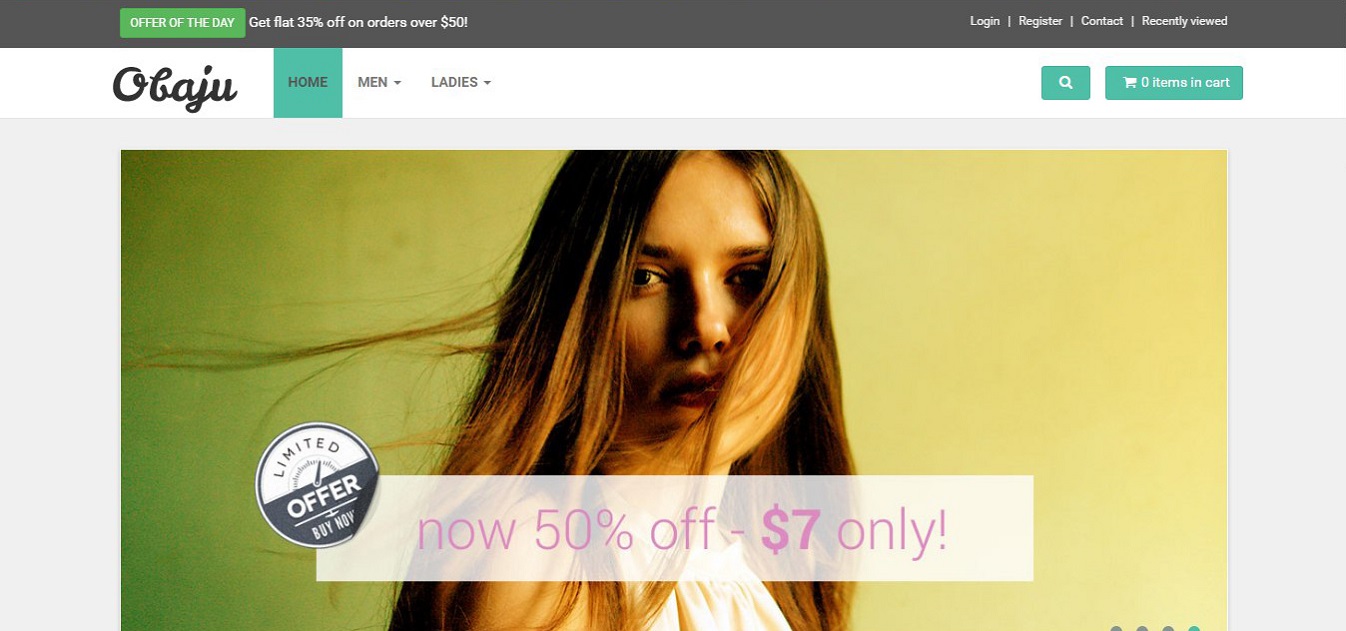 OFFER OF THE DAY Get flat 35% off on orders over $50!
Login | Register | Contact | Recently viewed
Obaju
HOME MEN LADIES
0 items in cart
LIMITED
OFFER
BUY NOW
now 50% off - $7 only!